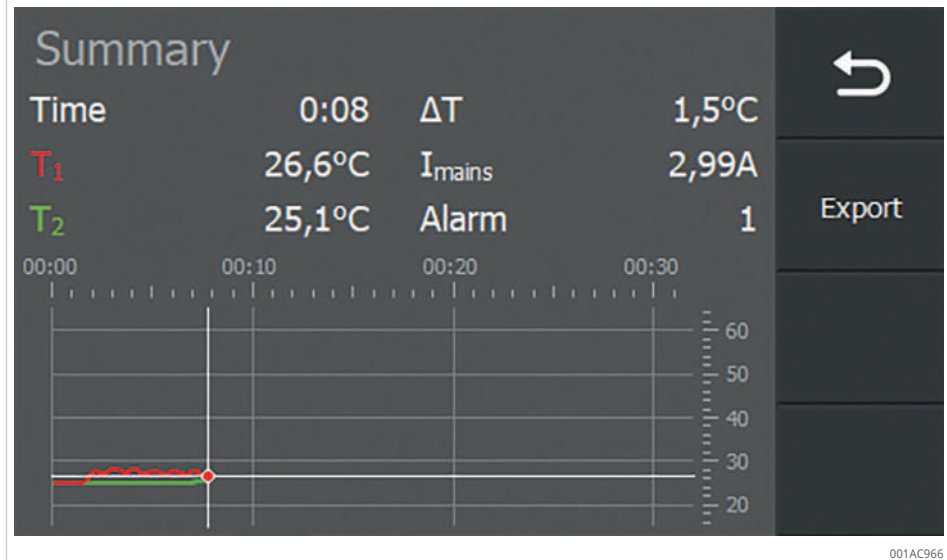 Summary
Time 0:08 ΔT 1,5°C
T₁ 26,6°C Imains 2,99A
T₂ 25,1°C Alarm 1
Export
00:00 00:10 00:20 00:30
60
50
40
30
20
001AC966